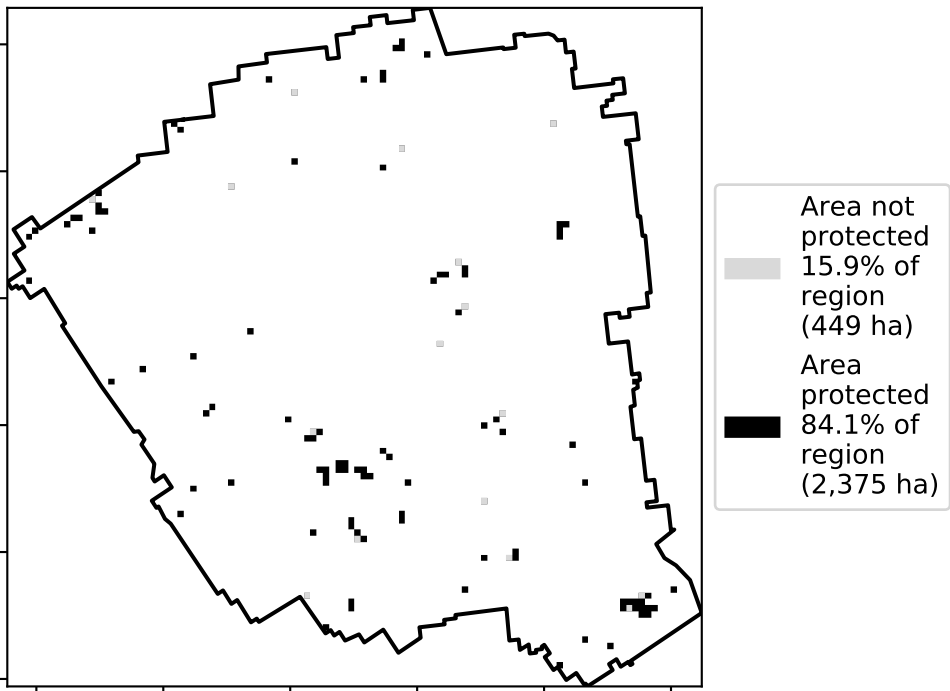 Area not
protected
15.9% of
region
(449 ha)
Area
protected
84.1% of
region
(2,375 ha)